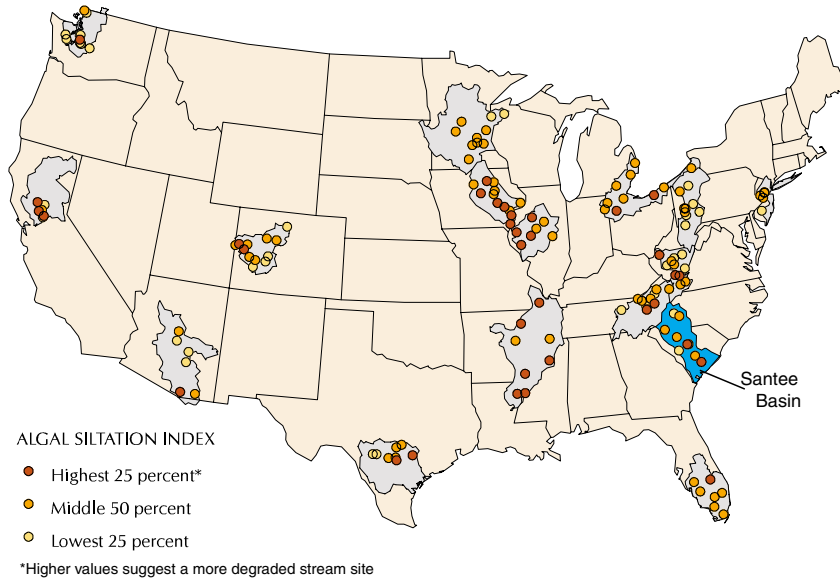 Santee
Basin
ALGAL SILTATION INDEX
Highest 25 percent*
Middle 50 percent
Lowest 25 percent
*Higher values suggest a more degraded stream site